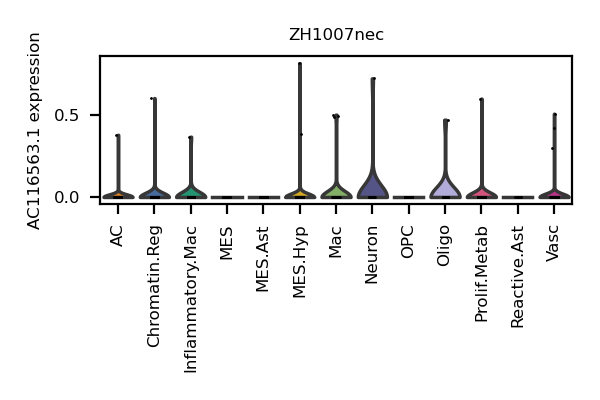 ZH1007nec
AC116563.1 expression
0.5
0.0
AC
Chromatin.Reg
Inflammatory.Mac
MES
MES.Ast
MES.Hyp
Mac
Neuron
OPC
Oligo
Prolif.Metab
Reactive.Ast
Vasc